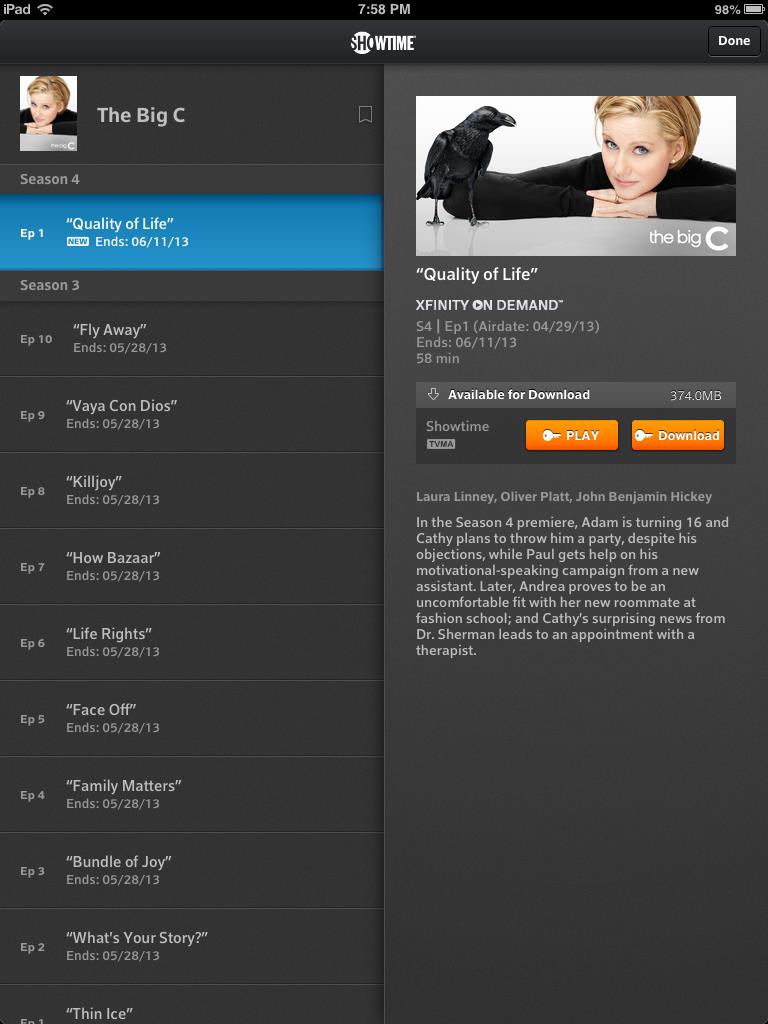 iPad
7:58 PM
98%
SHOWTIME
Done
The Big C
the big C
Season 4
Ep 1
“Quality of Life”
NEW Ends: 06/11/13
Season 3
Ep 10
“Fly Away”
Ends: 05/28/13
Ep 9
“Vaya Con Dios”
Ends: 05/28/13
Ep 8
“Killjoy”
Ends: 05/28/13
Ep 7
“How Bazaar”
Ends: 05/28/13
Ep 6
“Life Rights”
Ends: 05/28/13
Ep 5
“Face Off”
Ends: 05/28/13
Ep 4
“Family Matters”
Ends: 05/28/13
Ep 3
“Bundle of Joy”
Ends: 05/28/13
Ep 2
“What's Your Story?”
Ends: 05/28/13
Ep 1
“Thin Ice”
the big C
“Quality of Life”
XFINITY ON DEMAND™
S4 | Ep1 (Airdate: 04/29/13)
Ends: 06/11/13
58 min
Available for Download 374.0MB
Showtime
TVMA
PLAY
Download
Laura Linney, Oliver Platt, John Benjamin Hickey
In the Season 4 premiere, Adam is turning 16 and
Cathy plans to throw him a party, despite his
objections, while Paul gets help on his
motivational-speaking campaign from a new
assistant. Later, Andrea proves to be an
uncomfortable fit with her new roommate at
fashion school; and Cathy's surprising news from
Dr. Sherman leads to an appointment with a
therapist.